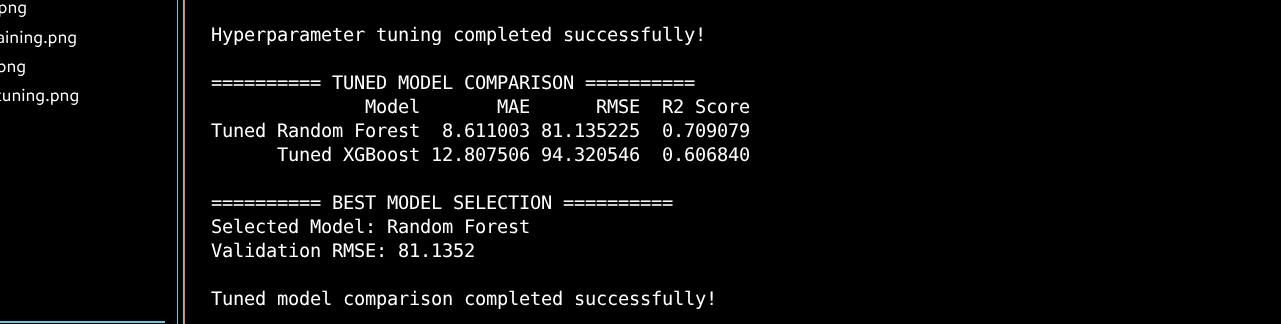 png
aining.png
png
tuning.png
Hyperparameter tuning completed successfully!
========== TUNED MODEL COMPARISON ==========
Model MAE RMSE R2 Score
Tuned Random Forest 8.611003 81.135225 0.709079
Tuned XGBoost 12.807506 94.320546 0.606840
========== BEST MODEL SELECTION ==========
Selected Model: Random Forest
Validation RMSE: 81.1352
Tuned model comparison completed successfully!